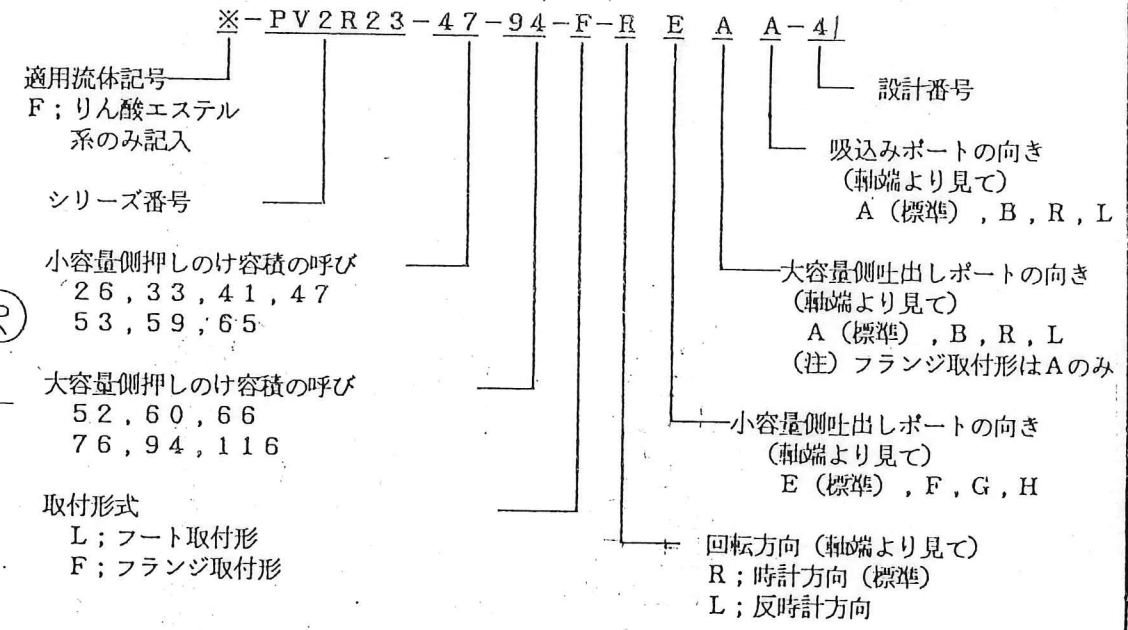 ※-PV2R23-47-94-F-R E A A-41
適用流体記号
F;りん酸エステル
系のみ記入
シリーズ番号
小容量側押しのけ容積の呼び
26,33,41,47
53,59,65
R
大容量側押しのけ容積の呼び
52,60,66
76,94,116
取付形式
L;フート取付形
F;フランジ取付形
設計番号
吸込みポートの向き
(軸端より見て)
A(標準),B,R,L
大容量側吐出しポートの向き
(軸端より見て)
A(標準),B,R,L
(注)フランジ取付形はAのみ
小容量側吐出しポートの向き
(軸端より見て)
E(標準),F,G,H
回転方向(軸端より見て)
R;時計方向(標準)
L;反時計方向